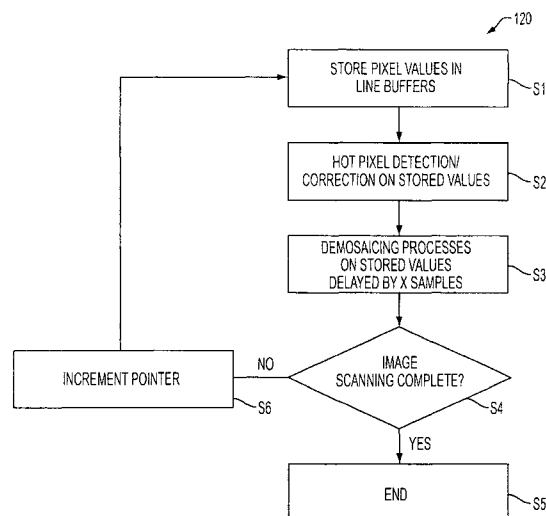 120
STORE PIXEL VALUES IN
LINE BUFFERS
S1
HOT PIXEL DETECTION/
CORRECTION ON STORED VALUES
S2
DEMOSAICING PROCESSES
ON STORED VALUES
DELAYED BY X SAMPLES
S3
IMAGE
SCANNING COMPLETE?
S4
NO
INCREMENT POINTER
S6
YES
END
S5